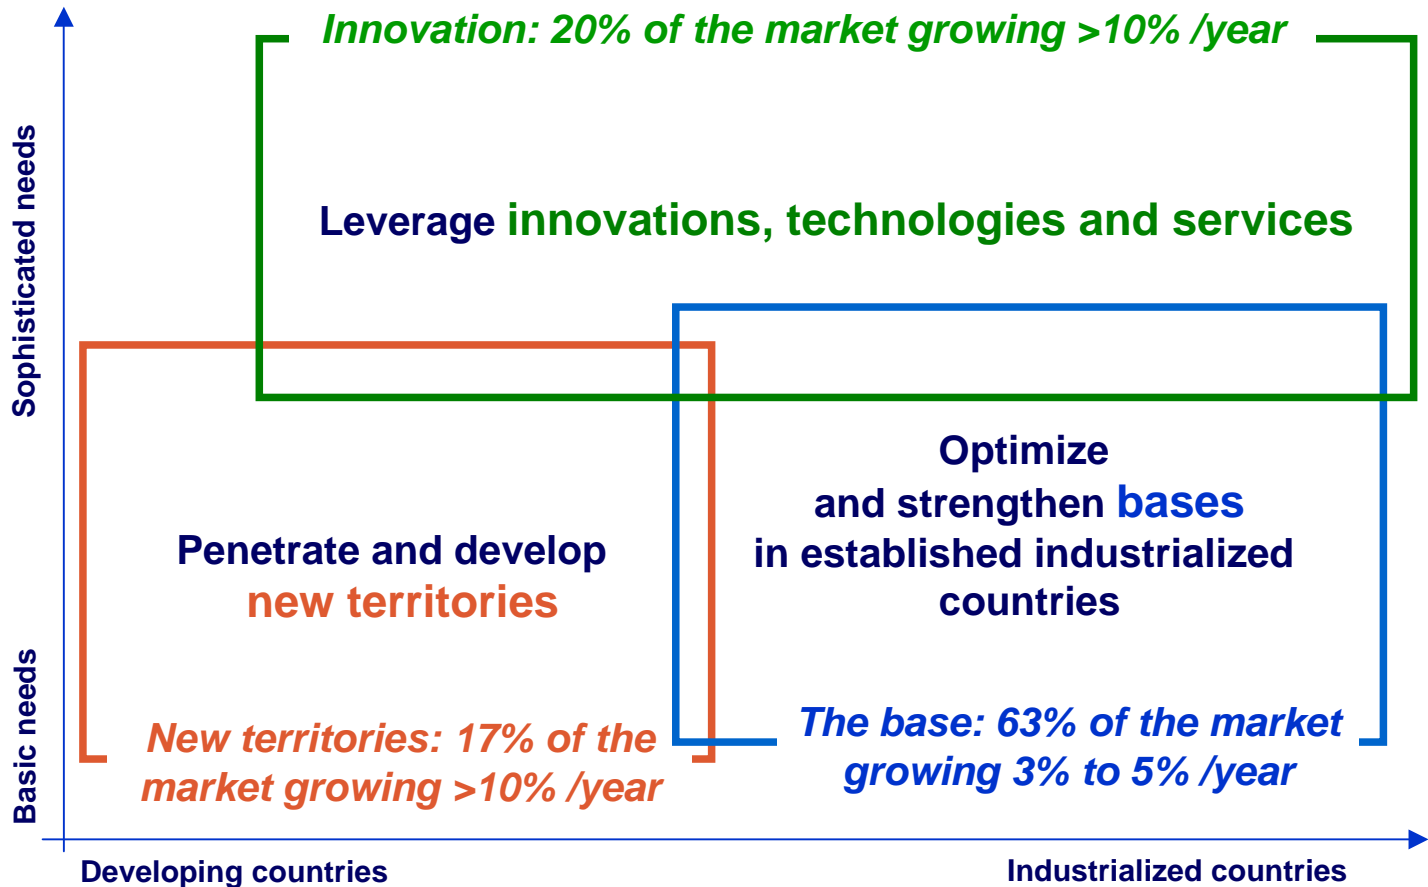 Innovation: 20% of the market growing >10% /year
Sophisticated needs
Leverage innovations, technologies and services
Optimize
and strengthen bases
in established industrialized
countries
Penetrate and develop
new territories
Basic needs
New territories: 17% of the
market growing >10% /year
The base: 63% of the market
growing 3% to 5% /year
Developing countries
Industrialized countries